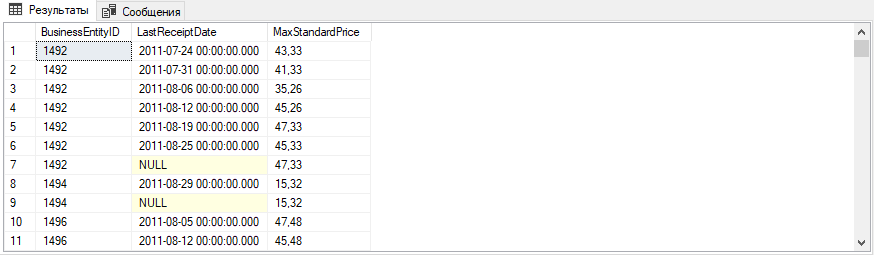 Результаты Сообщения
BusinessEntityID LastReceiptDate MaxStandardPrice
1 1492 2011-07-24 00:00:00.000 43,33
2 1492 2011-07-31 00:00:00.000 41,33
3 1492 2011-08-06 00:00:00.000 35,26
4 1492 2011-08-12 00:00:00.000 45,26
5 1492 2011-08-19 00:00:00.000 47,33
6 1492 2011-08-25 00:00:00.000 45,33
7 1492 NULL 47,33
8 1494 2011-08-29 00:00:00.000 15,32
9 1494 NULL 15,32
10 1496 2011-08-05 00:00:00.000 47,48
11 1496 2011-08-12 00:00:00.000 45,48